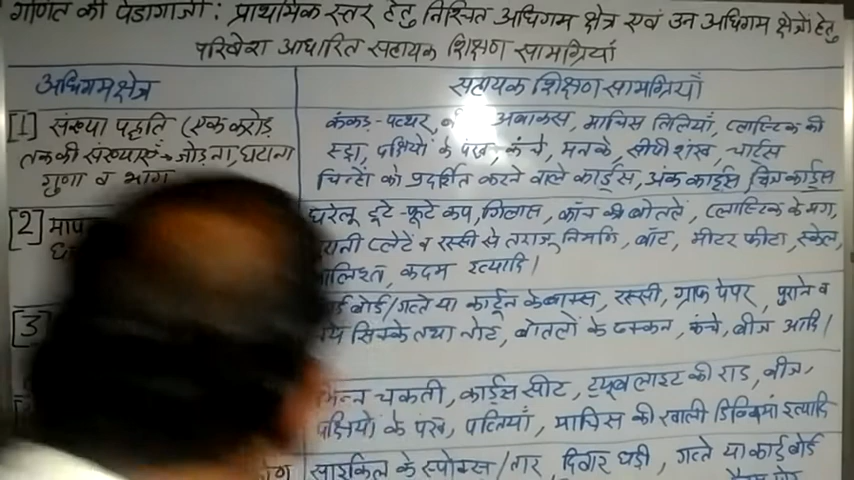 गणित की पेडागाजी : प्राथमिक स्तर हेतु निश्चित अधिगम क्षेत्र एवं उन अधिगम क्षेत्रों हेतु
परिवेश आधारित सहायक शिक्षण सामग्रियां
अधिगमक्षेत्र
सहायक शिक्षण सामग्रियाँ
[1] संख्या पद्दति (एक करोड़
तक की संख्याएँ→ जोड़ना, घटाना
गुणा व भाग
कंकड़ - पत्थर, अबाकस, माचिस तिलियाँ, प्लास्टिक की
स्ट्रा, पक्षियों के पंख, कंचे, मनके, सीपी शंख, चार्ट्स
चिन्हों को प्रदर्शित करने वाले कार्ड्स, अंक कार्ड्स, चित्र कार्ड्स
[2] माप
घरेलू टूटे-फूटे कप, गिलास, काँच की बोतलें, प्लास्टिक के मग,
प्लेटें व रस्सी से तराजू निर्माण, बाँट, मीटर फीता, स्केल,
कदम इत्यादि।
[3]
बोर्ड/गत्ते या कार्टून के बाक्स, रस्सी, ग्राफ पेपर, पुराने व
सिक्के तथा नोट, बोतलों के ढक्कन, कंचे, बीज आदि।
चकती, कार्ड्स सीट, ट्यूबलाइट की राड, बीज,
पक्षियों के पंख, पत्तियाँ, माचिस की खाली डिब्बियां इत्यादि
साइकिल के स्पोक्स/तार, दिवार घड़ी, गत्ते या कार्ड बोर्ड